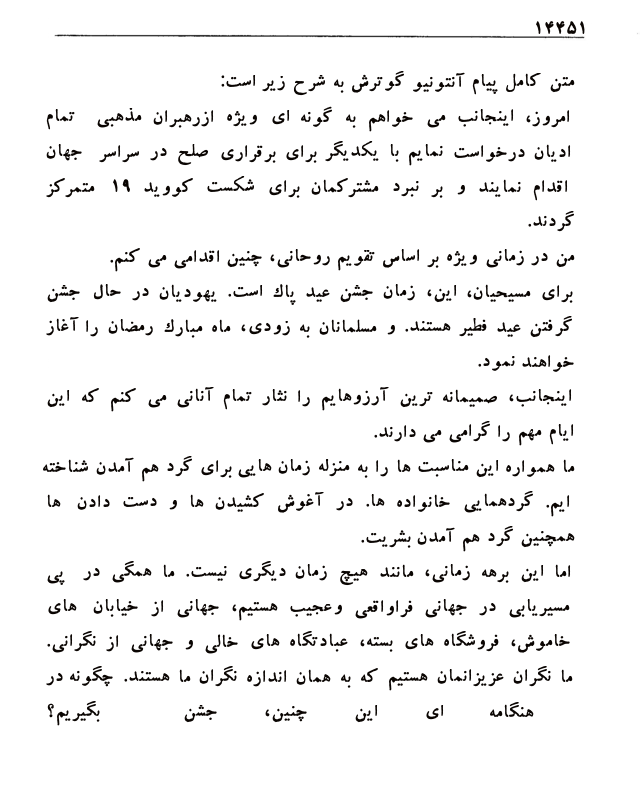 ۱۴۴۵۱
متن کامل پیام آنتونیو گوترش به شرح زیر است:
امروز، اینجانب می خواهم به گونه ای ویژه ازرهبران مذهبی تمام
ادیان درخواست نمایم با یکدیگر برای برقراری صلح در سراسر جهان
اقدام نمایند و بر نبرد مشترکمان برای شکست کووید ۱۹ متمرکز
گردند.
من در زمانی ویژه بر اساس تقویم روحانی، چنین اقدامی می کنم.
برای مسیحیان، این، زمان جشن عید پاك است. یهودیان در حال جشن
گرفتن عید فطیر هستند. و مسلمانان به زودی، ماه مبارك رمضان را آغاز
خواهند نمود.
اینجانب، صمیمانه ترین آرزوهایم را نثار تمام آنانی می کنم که این
ایام مهم را گرامی می دارند.
ما همواره این مناسبت ها را به منزله زمان هایی برای گرد هم آمدن شناخته
ایم. گردهمایی خانواده ها. در آغوش کشیدن ها و دست دادن ها
همچنین گرد هم آمدن بشریت.
اما این برهه زمانی، مانند هیچ زمان دیگری نیست. ما همگی در پی
مسیریابی در جهانی فراواقعی وعجیب هستیم، جهانی از خیابان های
خاموش، فروشگاه های بسته، عبادتگاه های خالی و جهانی از نگرانی.
ما نگران عزیزانمان هستیم که به همان اندازه نگران ما هستند. چگونه در
هنگامه ای این چنین، جشن بگیریم؟